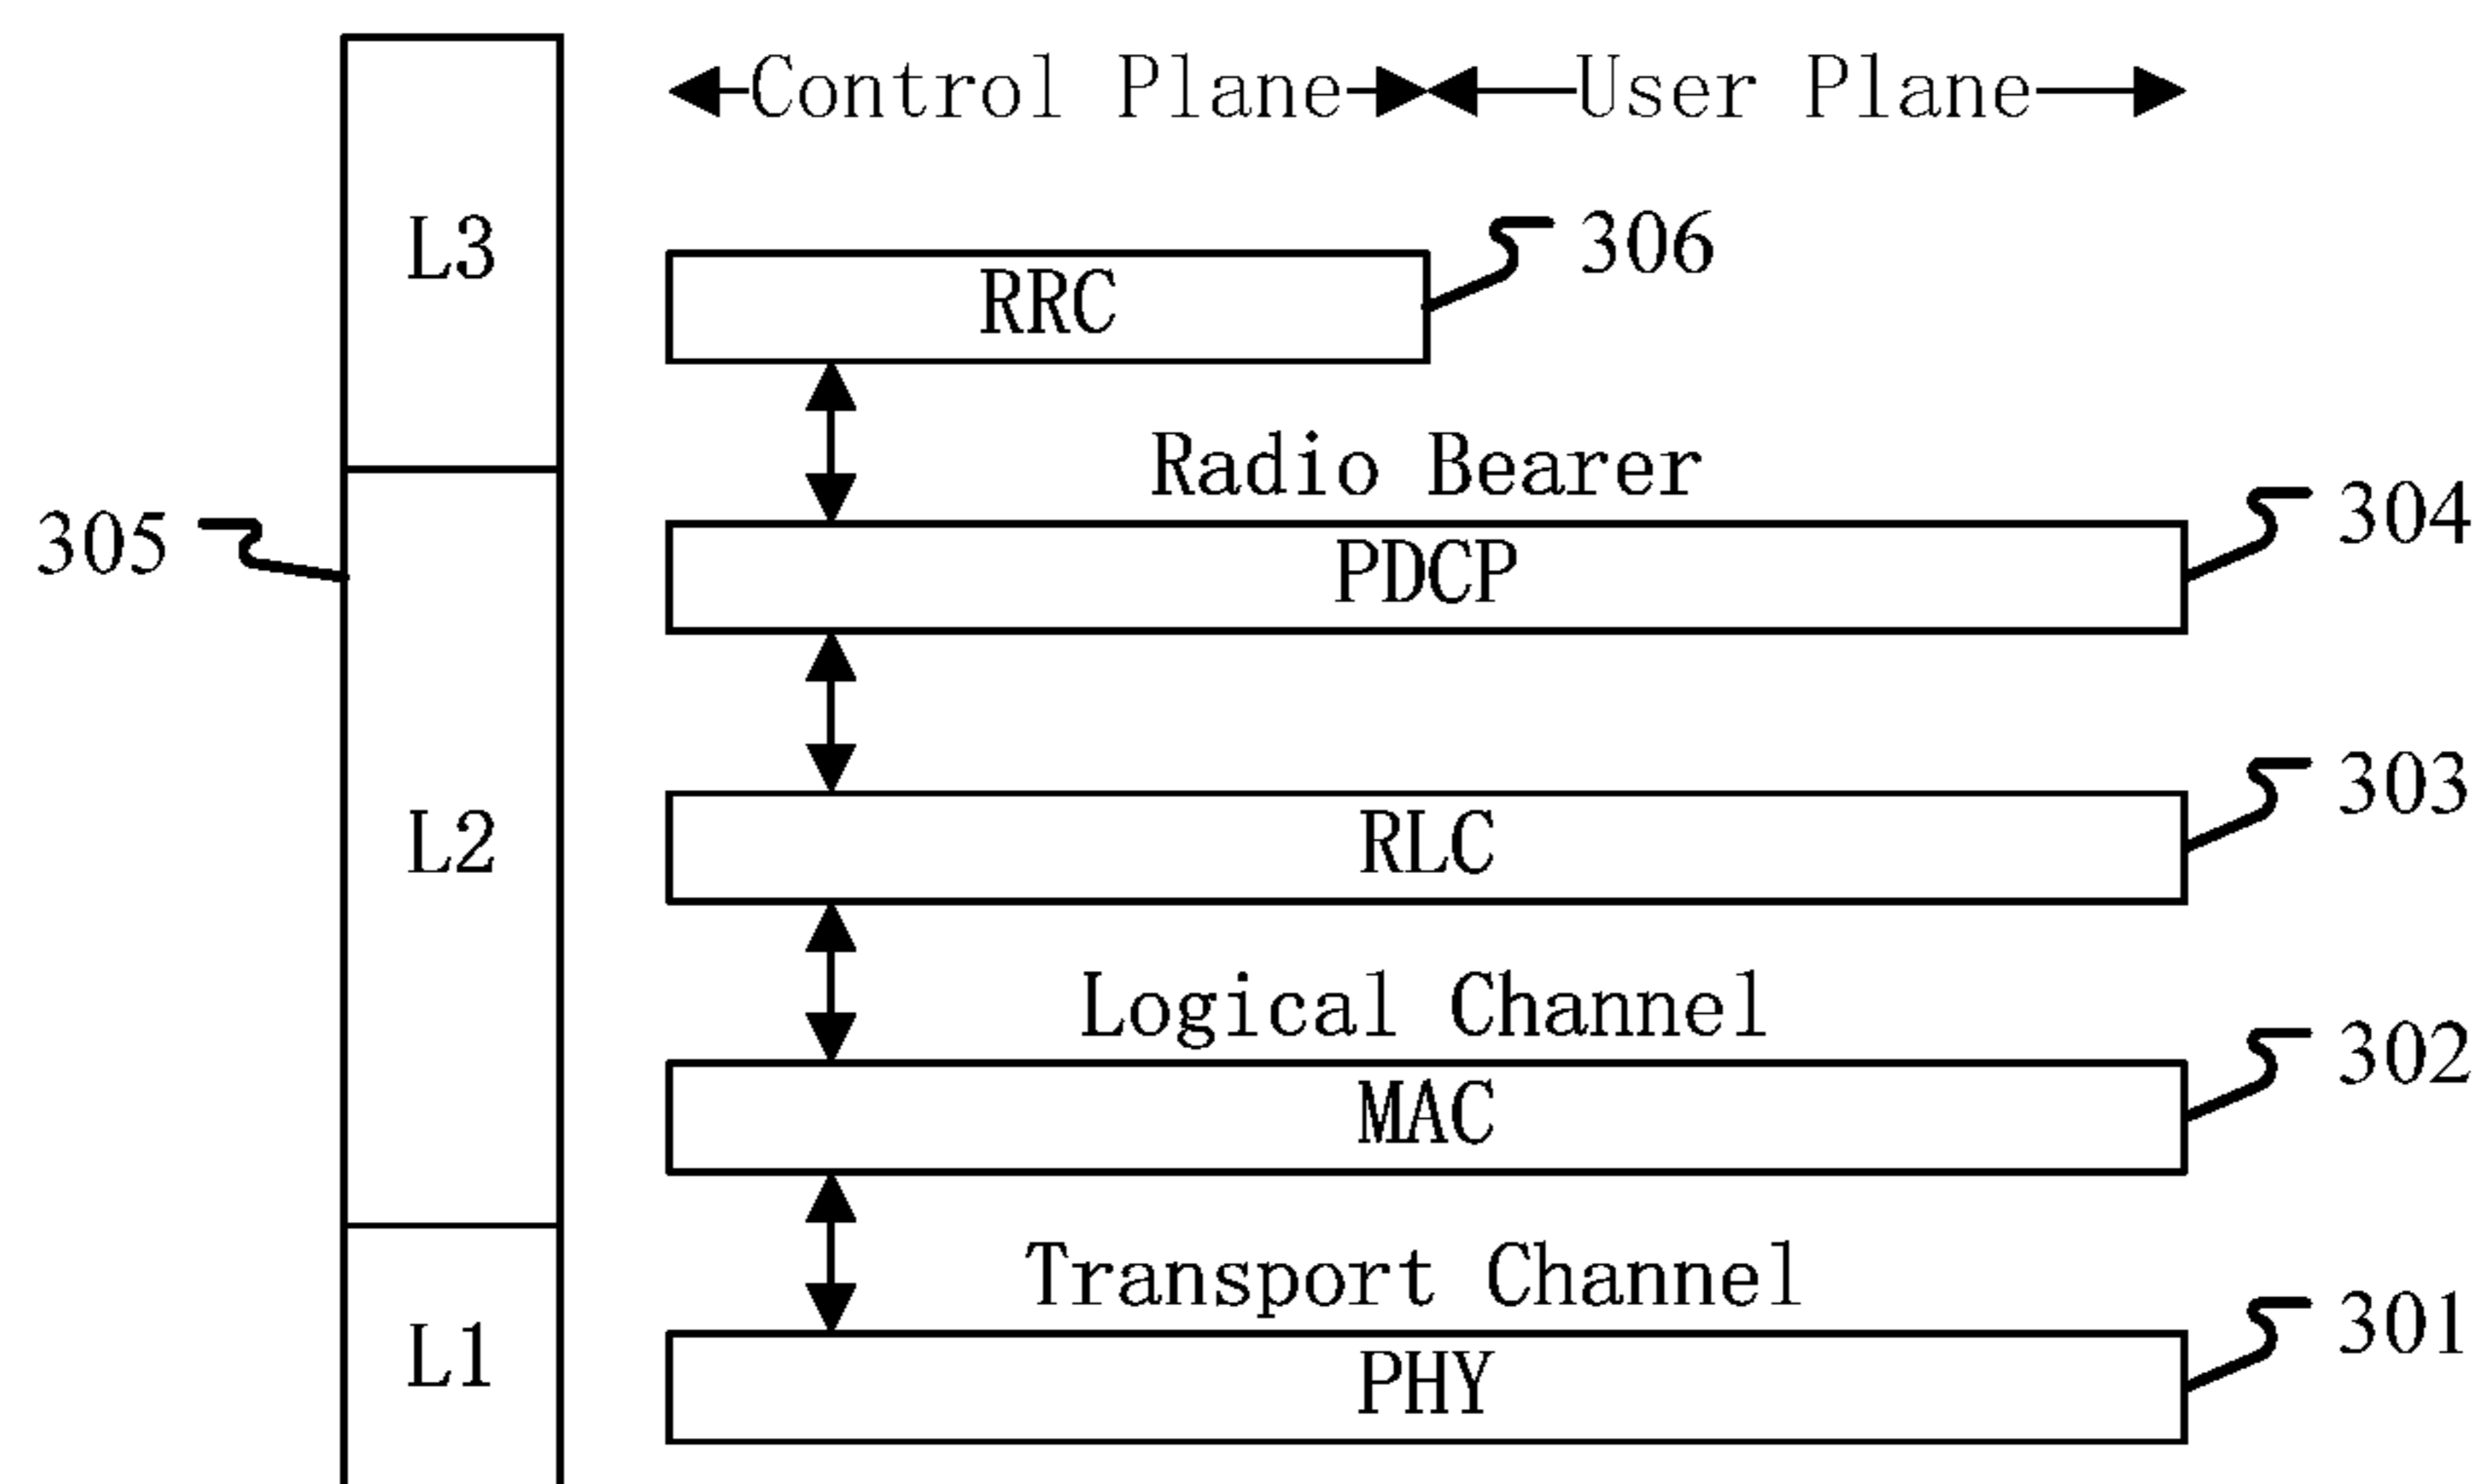 Control Plane User Plane
L3
306
RRC
Radio Bearer
304
305
PDCP
303
L2
RLC
Logical Channel
302
MAC
Transport Channel
301
L1
PHY